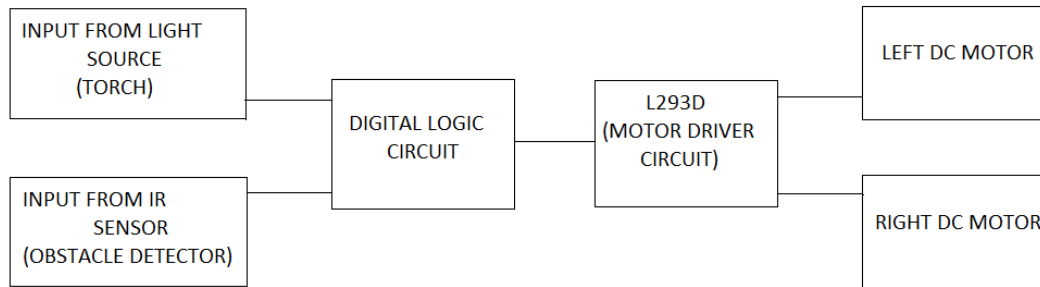 INPUT FROM LIGHT
SOURCE
(TORCH)
INPUT FROM IR
SENSOR
(OBSTACLE DETECTOR)
DIGITAL LOGIC
CIRCUIT
L293D
(MOTOR DRIVER
CIRCUIT)
LEFT DC MOTOR
RIGHT DC MOTOR